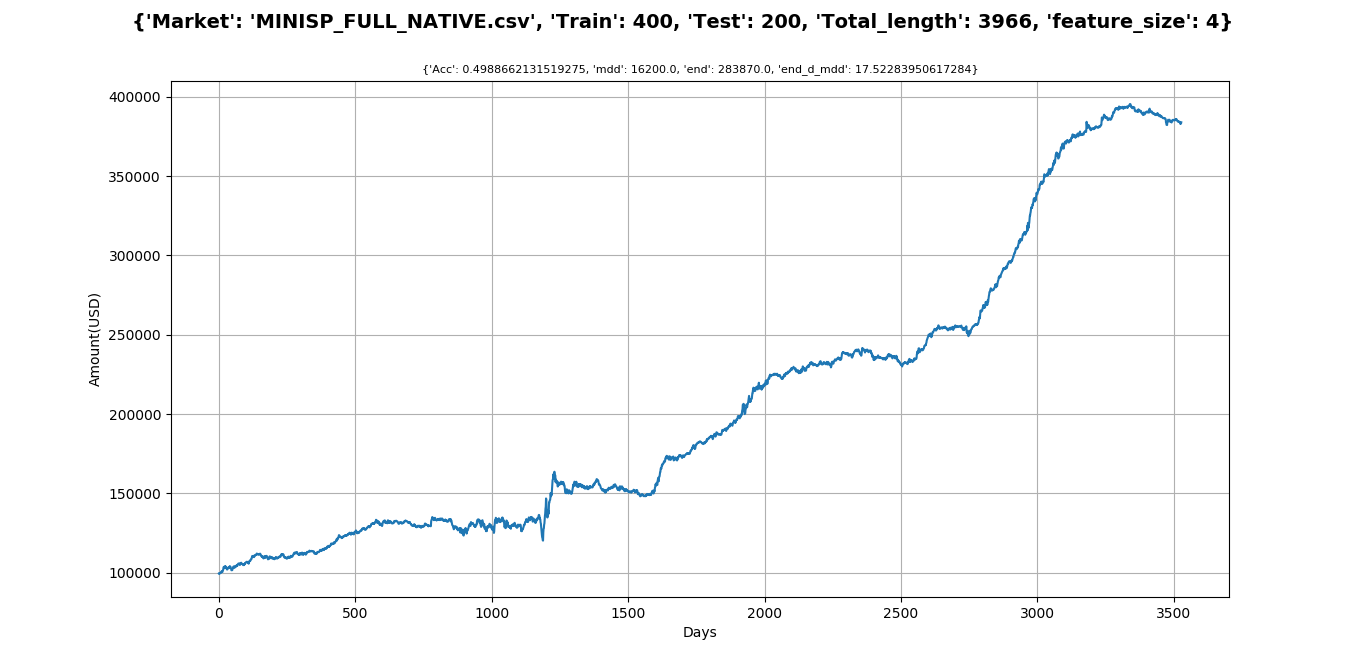 {'Market': 'MINISP_FULL_NATIVE.csv', 'Train': 400, 'Test': 200, 'Total_length': 3966, 'feature_size': 4}
{'Acc': 0.4988662131519275, 'mdd': 16200.0, 'end': 283870.0, 'end_d_mdd': 17.52283950617284}
400000
350000
300000
250000
200000
150000
100000
Amount(USD)
0 500 1000 1500 2000 2500 3000 3500
Days